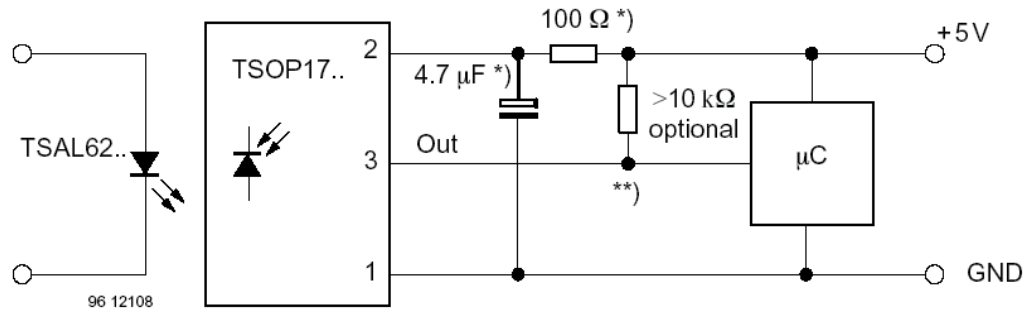 100 Ω *)
+5V
2
TSOP17..
4.7 µF *)
>10 kΩ
optional
TSAL62..
Out
3
µC
**)
1
GND
96 12108